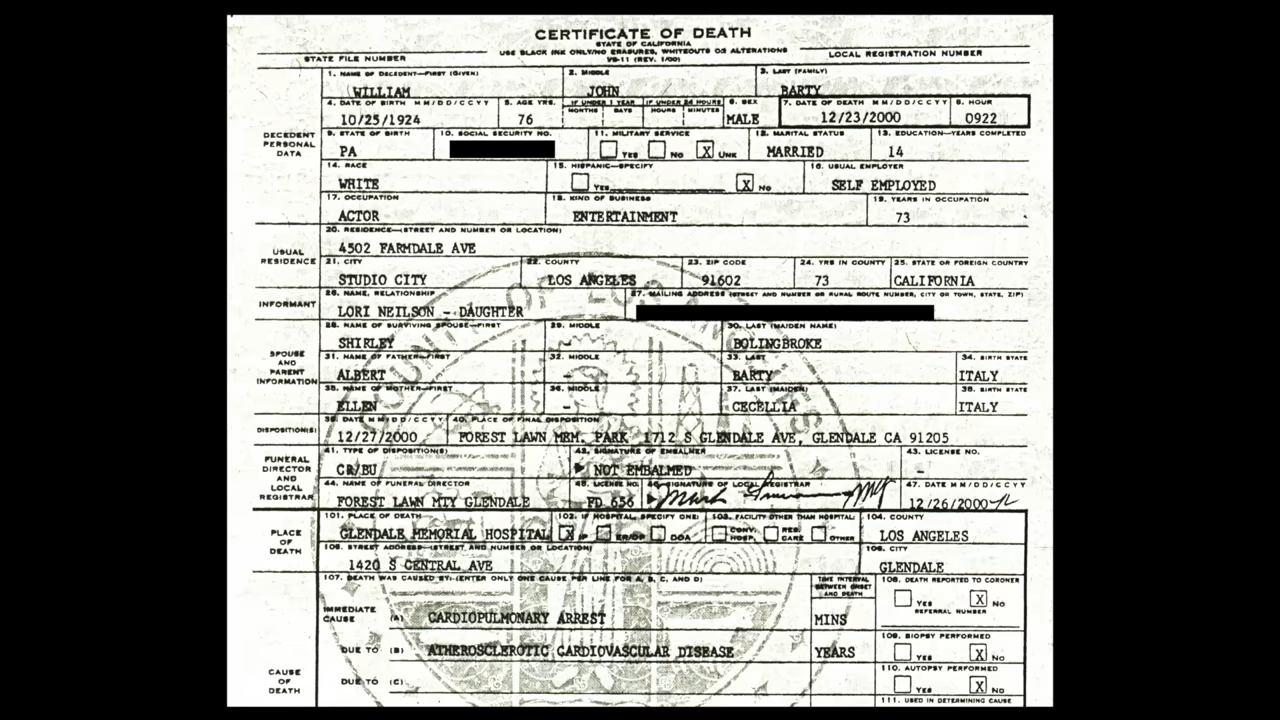 CERTIFICATE OF DEATH
STATE OF CALIFORNIA
USE BLACK INK ONLY/NO ERASURES, WHITEOUTS OR ALTERATIONS
VS-11 (REV. 1/00)
STATE FILE NUMBER
LOCAL REGISTRATION NUMBER
DECEDENT PERSONAL DATA
1. NAME OF DECEDENT—FIRST (GIVEN) 2. MIDDLE 3. LAST (FAMILY)
WILLIAM JOHN BARTY
4. DATE OF BIRTH MM/DD/CCYY 5. AGE YRS. IF UNDER 1 YEAR IF UNDER 24 HOURS 6. SEX 7. DATE OF DEATH MM/DD/CCYY 8. HOUR
MONTHS DAYS HOURS MINUTES
10/25/1924 76 MALE 12/23/2000 0922
9. STATE OF BIRTH 10. SOCIAL SECURITY NO. 11. MILITARY SERVICE 12. MARITAL STATUS 13. EDUCATION—YEARS COMPLETED
PA YES NO X UNK MARRIED 14
14. RACE 15. HISPANIC—SPECIFY 16. USUAL EMPLOYER
WHITE YES X NO SELF EMPLOYED
17. OCCUPATION 18. KIND OF BUSINESS 19. YEARS IN OCCUPATION
ACTOR ENTERTAINMENT 73
USUAL RESIDENCE
20. RESIDENCE—(STREET AND NUMBER OR LOCATION)
4502 FARMDALE AVE
21. CITY 22. COUNTY 23. ZIP CODE 24. YRS IN COUNTY 25. STATE OR FOREIGN COUNTRY
STUDIO CITY LOS ANGELES 91602 73 CALIFORNIA
INFORMANT
26. NAME, RELATIONSHIP 27. MAILING ADDRESS (STREET AND NUMBER OR RURAL ROUTE NUMBER, CITY OR TOWN, STATE, ZIP)
LORI NEILSON - DAUGHTER
SPOUSE AND PARENT INFORMATION
28. NAME OF SURVIVING SPOUSE—FIRST 29. MIDDLE 30. LAST (MAIDEN NAME)
SHIRLEY - BOLINGBROKE
31. NAME OF FATHER—FIRST 32. MIDDLE 33. LAST 34. BIRTH STATE
ALBERT - BARTY ITALY
35. NAME OF MOTHER—FIRST 36. MIDDLE 37. LAST (MAIDEN) 38. BIRTH STATE
ELLEN - CECELLIA ITALY
DISPOSITION(S)
39. DATE MM/DD/CCYY 40. PLACE OF FINAL DISPOSITION
12/27/2000 FOREST LAWN MEM. PARK 1712 S GLENDALE AVE, GLENDALE CA 91205
FUNERAL DIRECTOR AND LOCAL REGISTRAR
41. TYPE OF DISPOSITION(S) 42. SIGNATURE OF EMBALMER 43. LICENSE NO.
CR/BU NOT EMBALMED -
44. NAME OF FUNERAL DIRECTOR 45. LICENSE NO. 46. SIGNATURE OF LOCAL REGISTRAR 47. DATE MM/DD/CCYY
FOREST LAWN MTY GLENDALE FD 656 12/26/2000
PLACE OF DEATH
101. PLACE OF DEATH 102. IF HOSPITAL, SPECIFY ONE: 103. FACILITY OTHER THAN HOSPITAL: 104. COUNTY
GLENDALE MEMORIAL HOSPITAL X IP ER/OP DOA CONV. HOSP. RES. CARE OTHER LOS ANGELES
105. STREET ADDRESS—(STREET AND NUMBER OR LOCATION) 106. CITY
1420 S CENTRAL AVE GLENDALE
CAUSE OF DEATH
107. DEATH WAS CAUSED BY: (ENTER ONLY ONE CAUSE PER LINE FOR A, B, C, AND D) TIME INTERVAL BETWEEN ONSET AND DEATH 108. DEATH REPORTED TO CORONER
YES X NO
REFERRAL NUMBER
IMMEDIATE CAUSE (A) CARDIOPULMONARY ARREST MINS
109. BIOPSY PERFORMED
DUE TO (B) ATHEROSCLEROTIC CARDIOVASCULAR DISEASE YEARS YES X NO
110. AUTOPSY PERFORMED
DUE TO (C) YES X NO
111. USED IN DETERMINING CAUSE
COUNTY OF LOS ANGELES